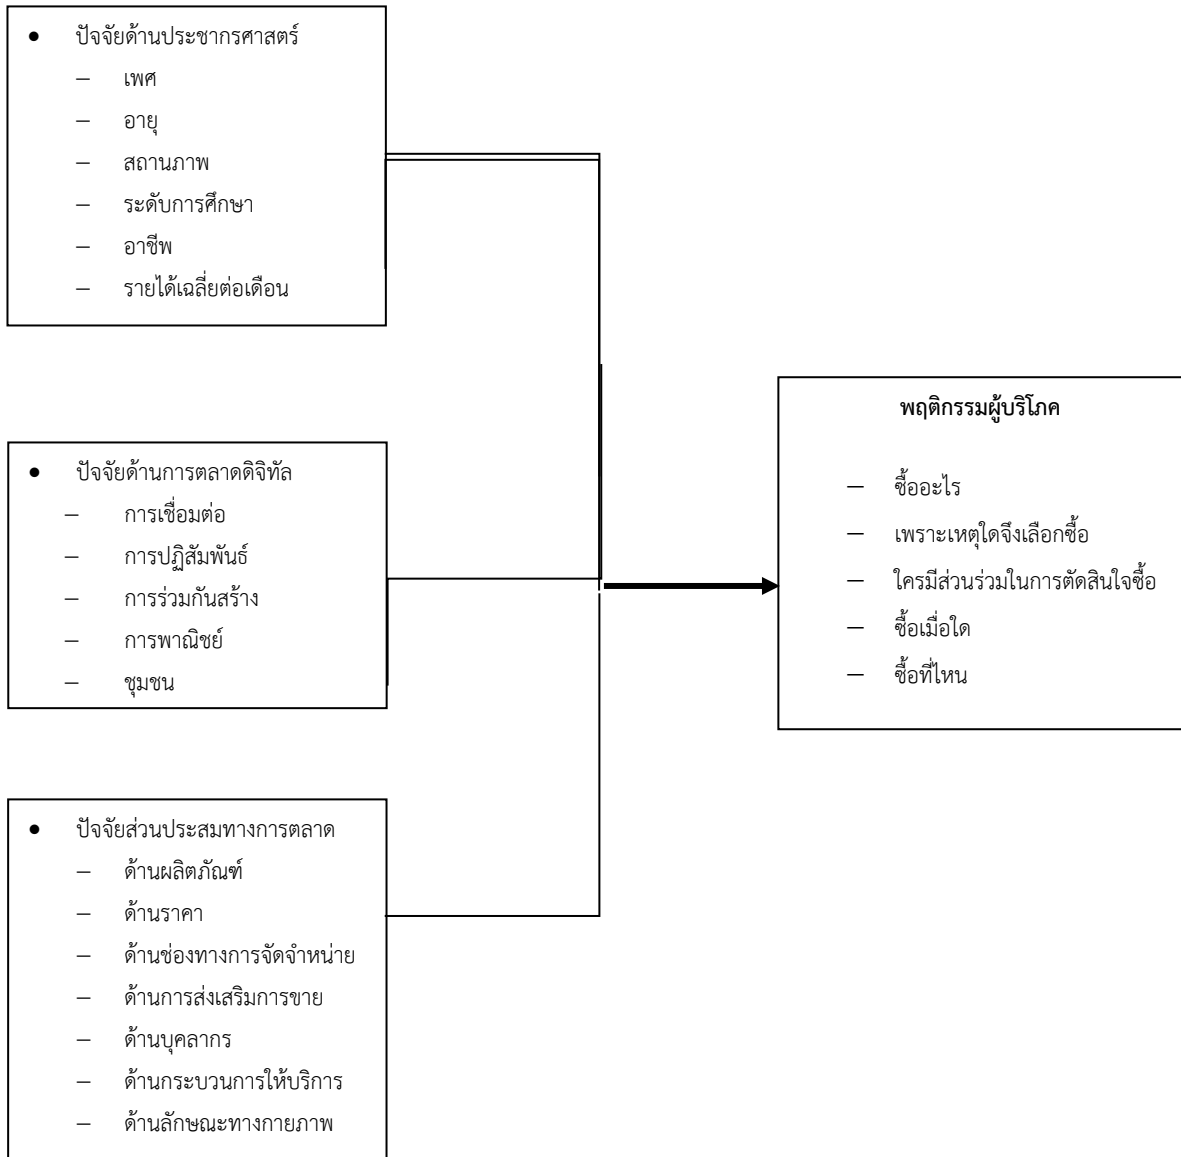 • ปัจจัยด้านประชากรศาสตร์
– เพศ
– อายุ
– สถานภาพ
– ระดับการศึกษา
– อาชีพ
– รายได้เฉลี่ยต่อเดือน
• ปัจจัยด้านการตลาดดิจิทัล
– การเชื่อมต่อ
– การปฏิสัมพันธ์
– การร่วมกันสร้าง
– การพาณิชย์
– ชุมชน
• ปัจจัยส่วนประสมทางการตลาด
– ด้านผลิตภัณฑ์
– ด้านราคา
– ด้านช่องทางการจัดจำหน่าย
– ด้านการส่งเสริมการขาย
– ด้านบุคลากร
– ด้านกระบวนการให้บริการ
– ด้านลักษณะทางกายภาพ
พฤติกรรมผู้บริโภค
– ซื้ออะไร
– เพราะเหตุใดจึงเลือกซื้อ
– ใครมีส่วนร่วมในการตัดสินใจซื้อ
– ซื้อเมื่อใด
– ซื้อที่ไหน